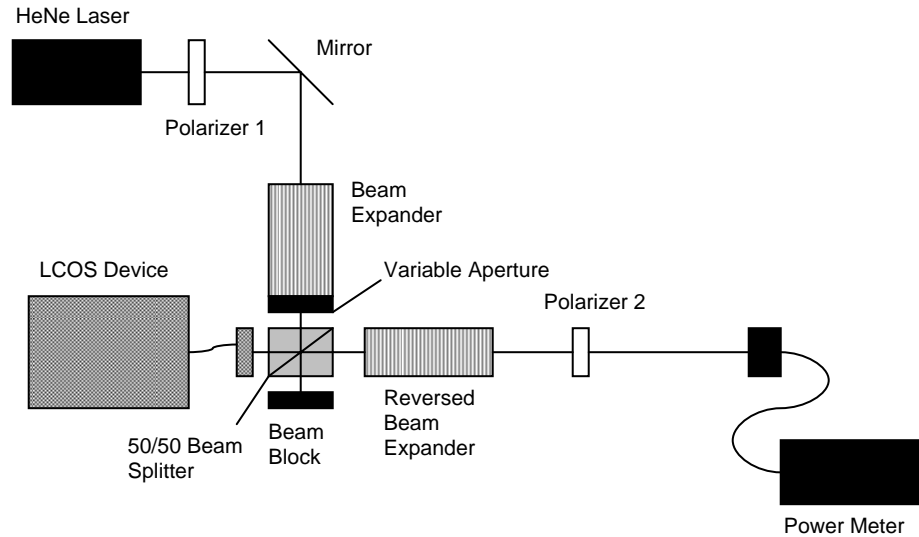 HeNe Laser
Mirror
Polarizer 1
Beam
Expander
LCOS Device
Variable Aperture
Polarizer 2
50/50 Beam
Splitter
Beam
Block
Reversed
Beam
Expander
Power Meter